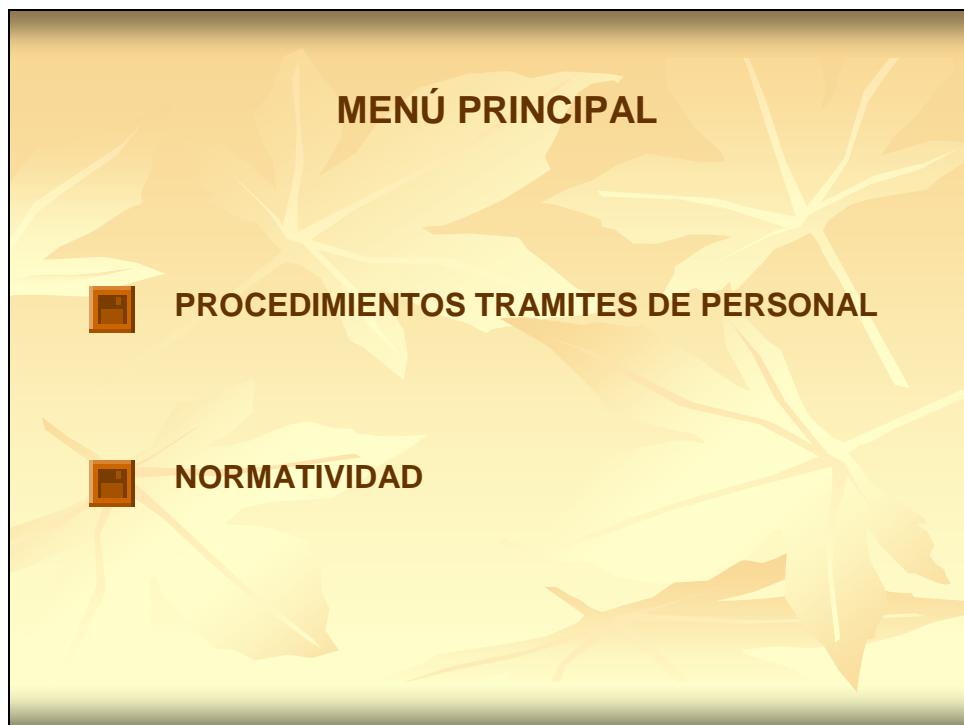 MENÚ PRINCIPAL
PROCEDIMIENTOS TRAMITES DE PERSONAL
NORMATIVIDAD